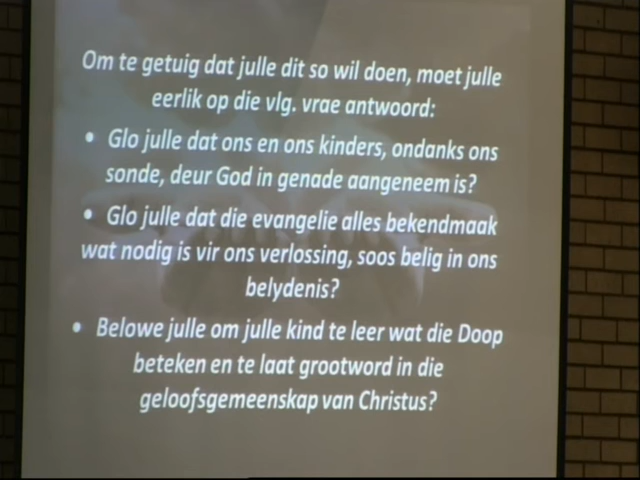 Om te getuig dat julle dit so wil doen, moet julle
eerlik op die vlg. vrae antwoord:
• Glo julle dat ons en ons kinders, ondanks ons
sonde, deur God in genade aangeneem is?
• Glo julle dat die evangelie alles bekendmaak
wat nodig is vir ons verlossing, soos belig in ons
belydenis?
• Belowe julle om julle kind te leer wat die Doop
beteken en te laat grootword in die
geloofsgemeenskap van Christus?